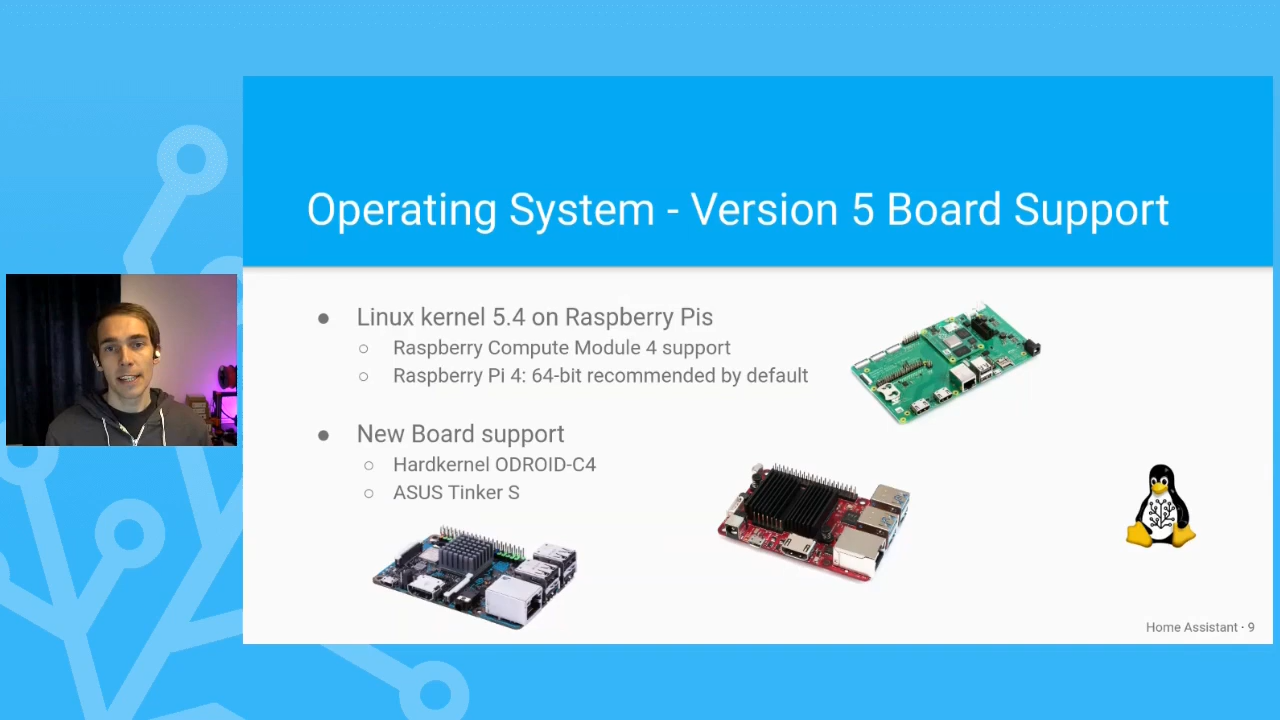 Operating System - Version 5 Board Support
● Linux kernel 5.4 on Raspberry Pis
○ Raspberry Compute Module 4 support
○ Raspberry Pi 4: 64-bit recommended by default
● New Board support
○ Hardkernel ODROID-C4
○ ASUS Tinker S
Home Assistant · 9